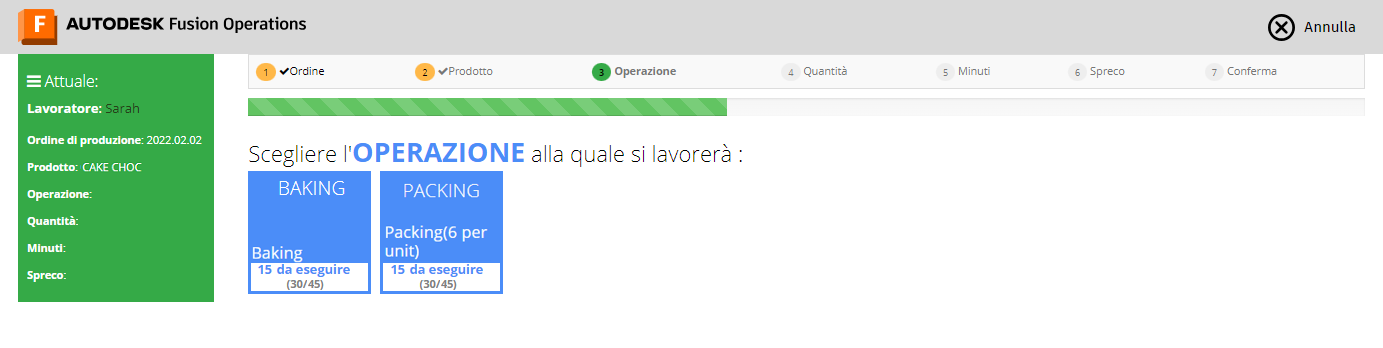 AUTODESK Fusion Operations
Annulla
Attuale:
Lavoratore: Sarah
Ordine di produzione: 2022.02.02
Prodotto: CAKE CHOC
Operazione:
Quantità:
Minuti:
Spreco:
1 Ordine 2 Prodotto 3 Operazione 4 Quantità 5 Minuti 6 Spreco 7 Conferma
Scegliere l'OPERAZIONE alla quale si lavorerà :
BAKING
Baking
15 da eseguire
(30/45)
PACKING
Packing(6 per
unit)
15 da eseguire
(30/45)